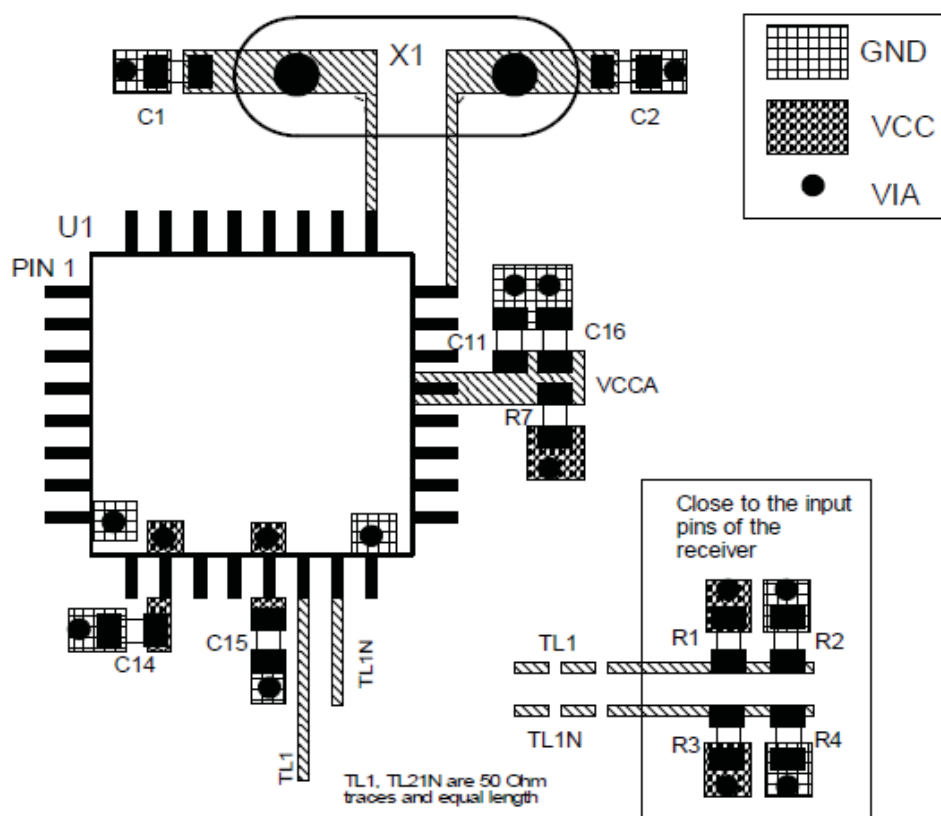 X1
GND
C1
C2
VCC
VIA
U1
PIN 1
C11
C16
VCCA
R7
Close to the input
pins of the
receiver
R1
R2
TL1
C15
C14
TL1N
TL1N
R3
R4
TL1
TL1, TL21N are 50 Ohm
traces and equal length